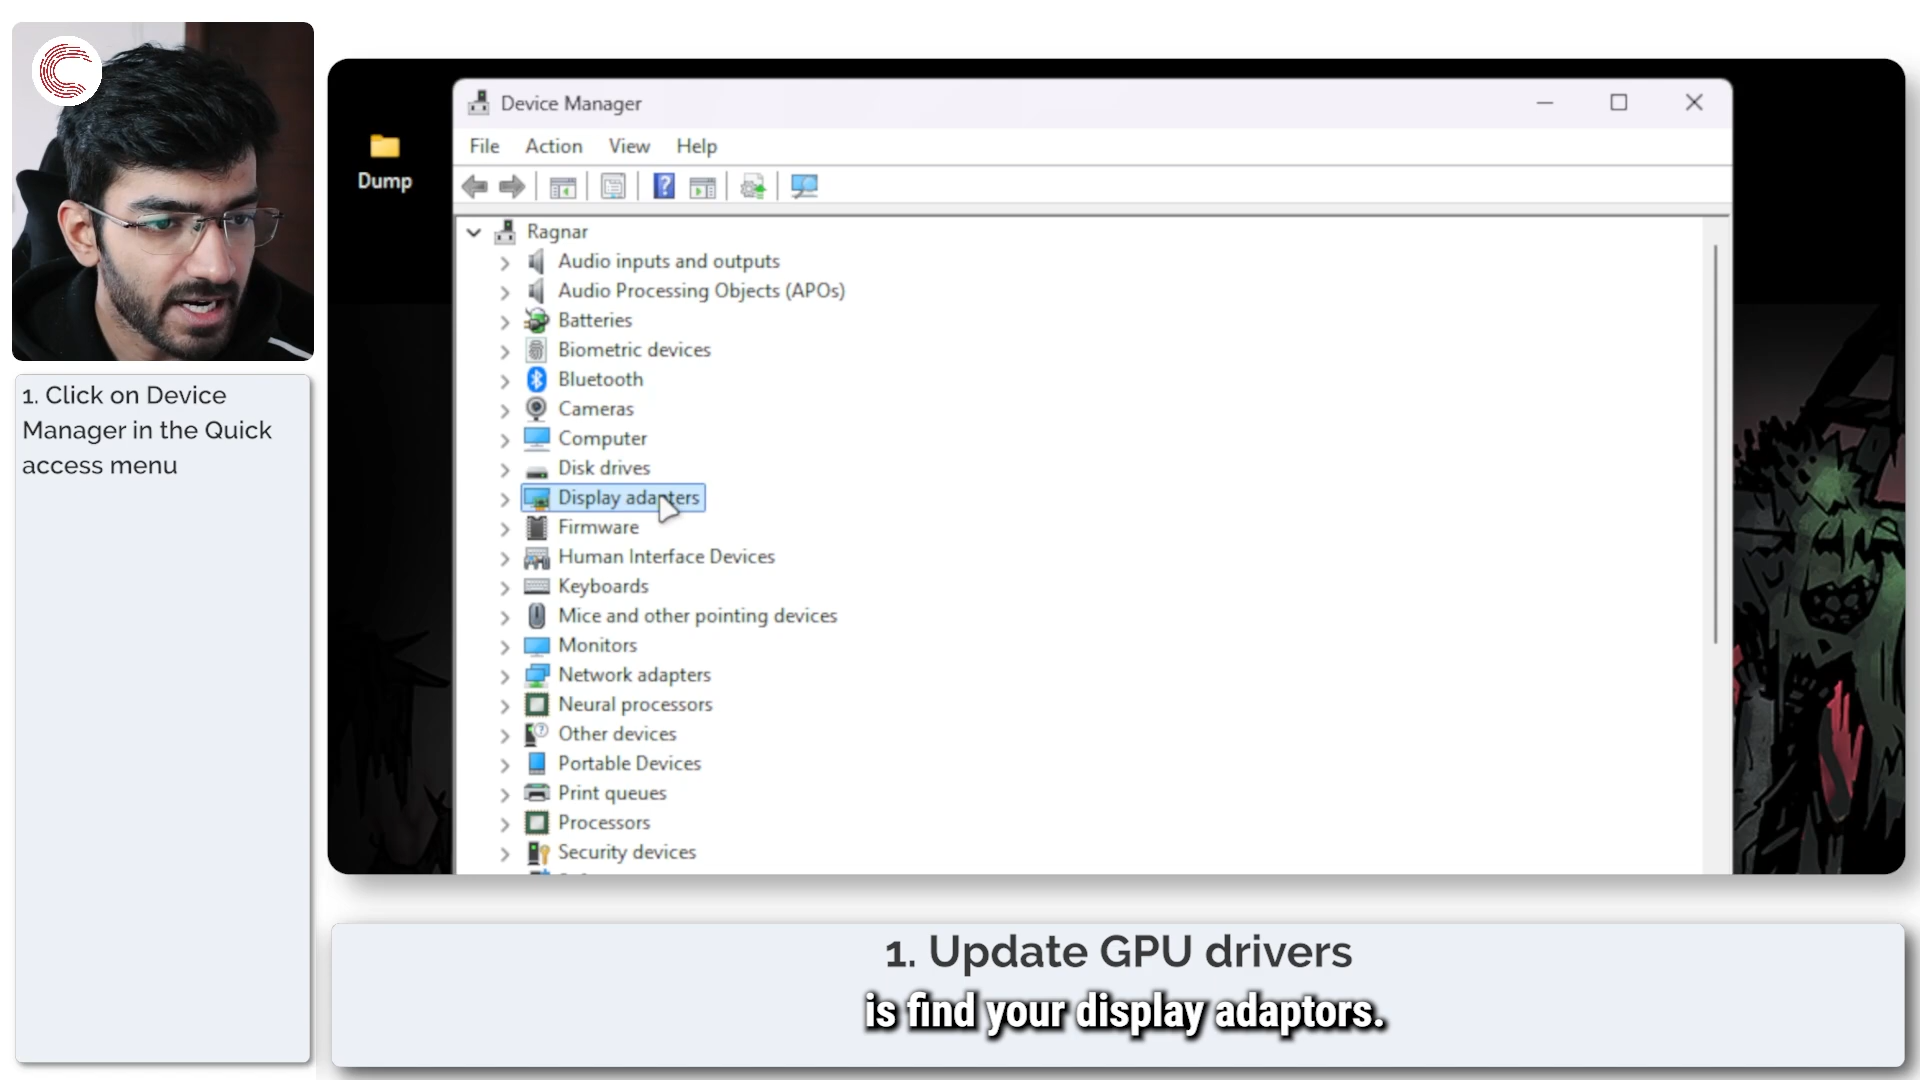 1. Click on Device
Manager in the Quick
access menu
Dump
Device Manager
File Action View Help
Ragnar
Audio inputs and outputs
Audio Processing Objects (APOs)
Batteries
Biometric devices
Bluetooth
Cameras
Computer
Disk drives
Display adapters
Firmware
Human Interface Devices
Keyboards
Mice and other pointing devices
Monitors
Network adapters
Neural processors
Other devices
Portable Devices
Print queues
Processors
Security devices
1. Update GPU drivers
is find your display adaptors.